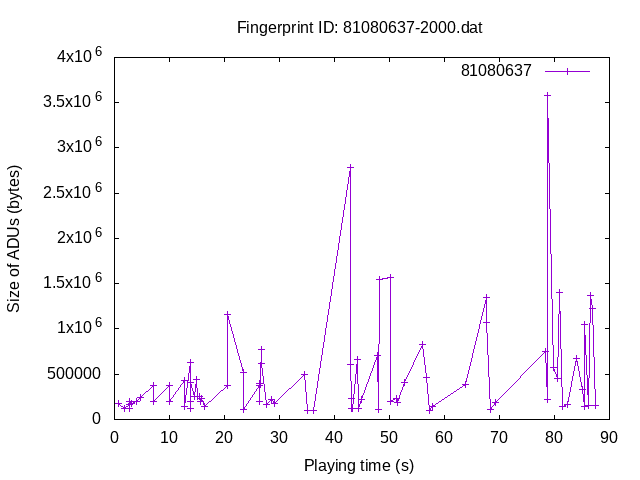 Fingerprint ID: 81080637-2000.dat
81080637
Size of ADUs (bytes)
4x10^6
3.5x10^6
3x10^6
2.5x10^6
2x10^6
1.5x10^6
1x10^6
500000
0
0 10 20 30 40 50 60 70 80 90
Playing time (s)